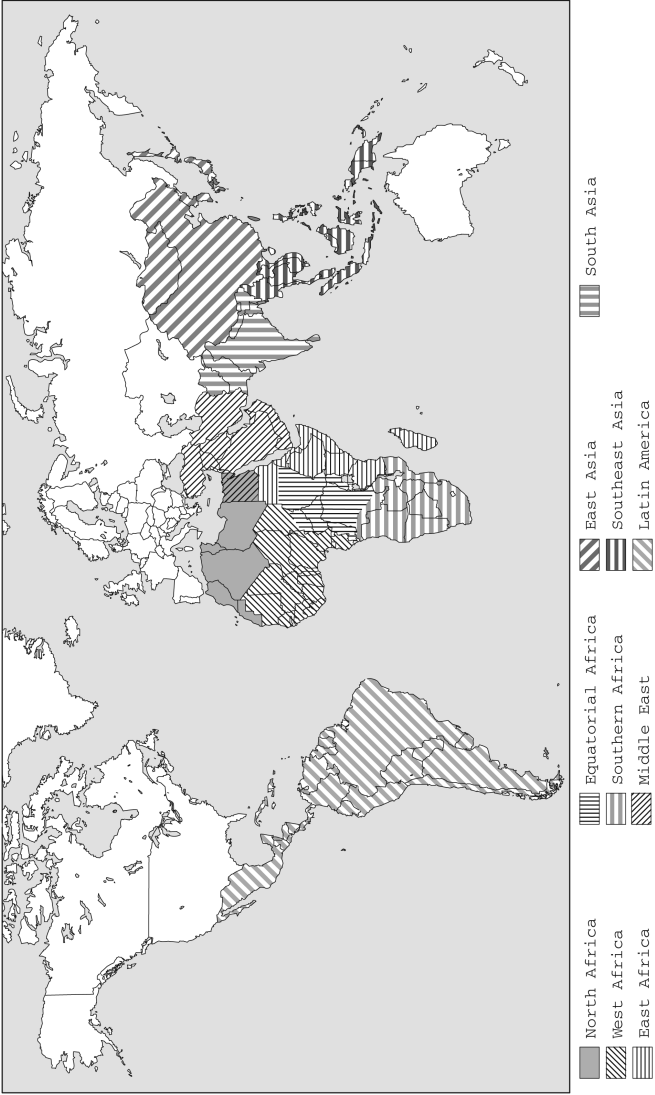 North Africa
West Africa
East Africa
Equatorial Africa
Southern Africa
Middle East
East Asia
Southeast Asia
Latin America
South Asia